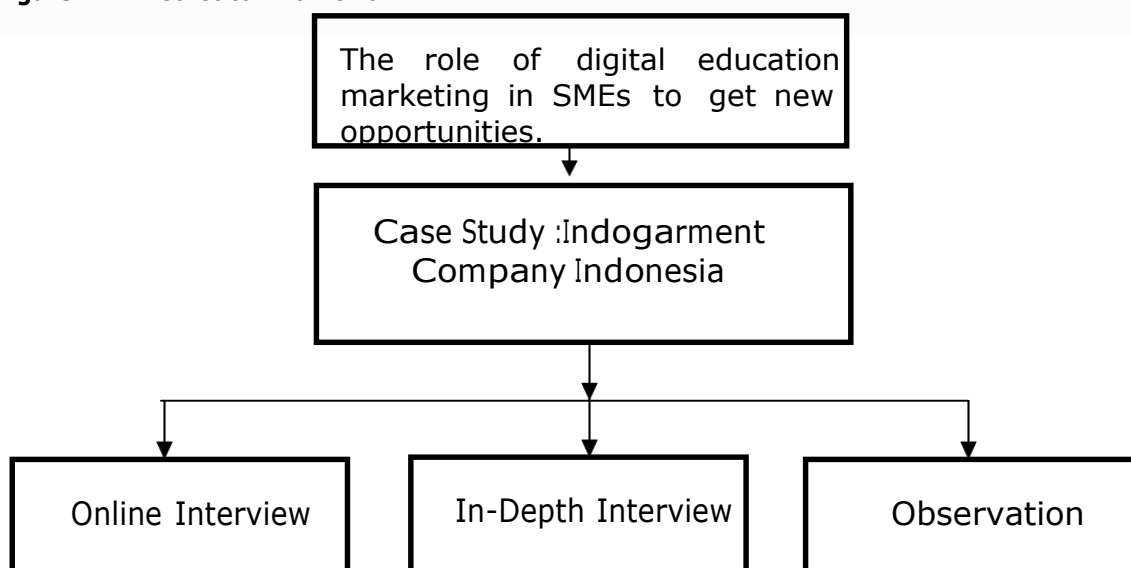 The role of digital education
marketing in SMEs to get new
opportunities.
Case Study :Indogarment
Company Indonesia
Online Interview
In-Depth Interview
Observation